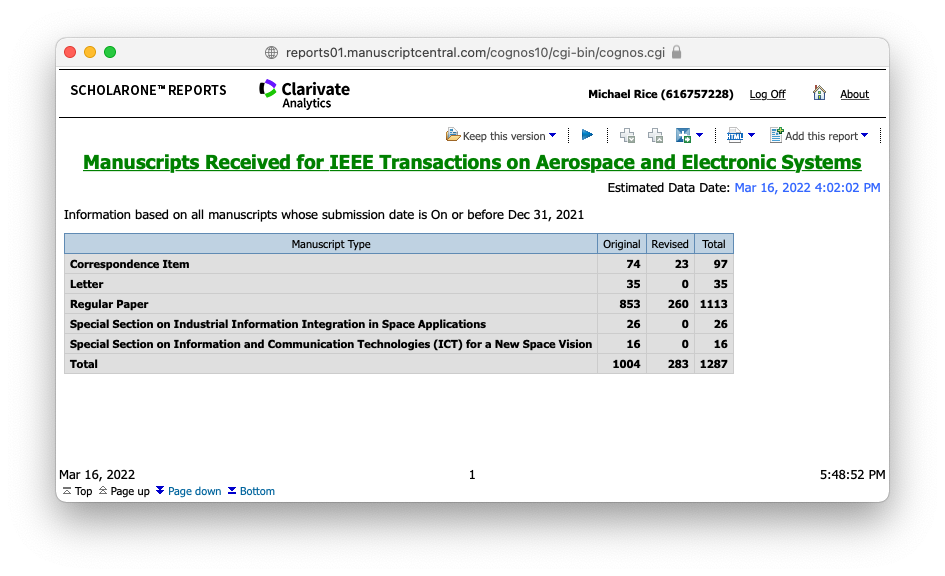 reports01.manuscriptcentral.com/cognos10/cgi-bin/cognos.cgi
SCHOLARONE™ REPORTS
Clarivate
Analytics
Michael Rice (616757228) Log Off About
Keep this version Add this report
Manuscripts Received for IEEE Transactions on Aerospace and Electronic Systems
Estimated Data Date: Mar 16, 2022 4:02:02 PM
Information based on all manuscripts whose submission date is On or before Dec 31, 2021
Manuscript Type Original Revised Total
Correspondence Item 74 23 97
Letter 35 0 35
Regular Paper 853 260 1113
Special Section on Industrial Information Integration in Space Applications 26 0 26
Special Section on Information and Communication Technologies (ICT) for a New Space Vision 16 0 16
Total 1004 283 1287
Mar 16, 2022 1 5:48:52 PM
Top Page up Page down Bottom